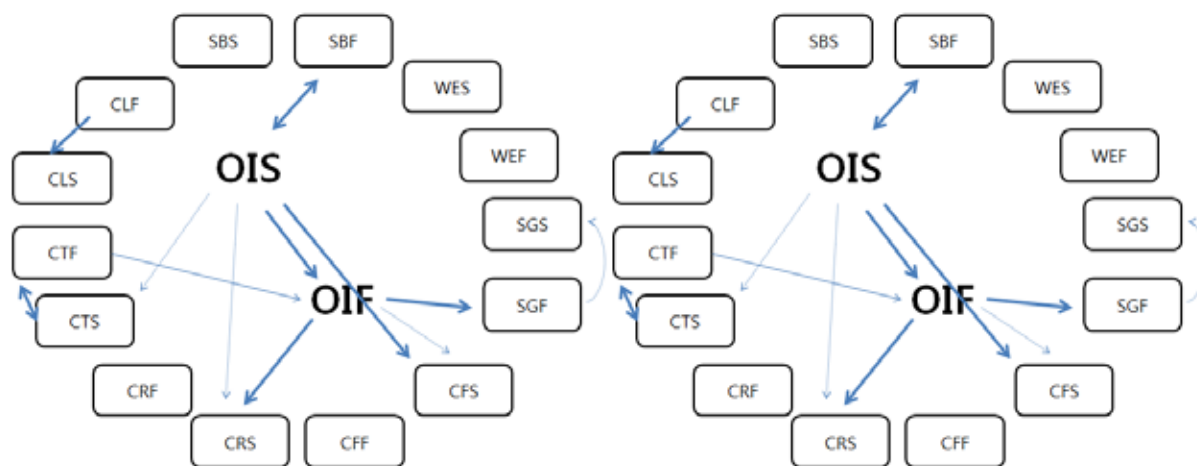 SBS SBF
WES
CLF
WEF
OIS
CLS
SGS
CTF
OIF
SGF
CTS
CRF
CFS
CRS CFF
SBS SBF
WES
CLF
WEF
OIS
CLS
SGS
CTF
OIF
SGF
CTS
CRF
CFS
CRS CFF